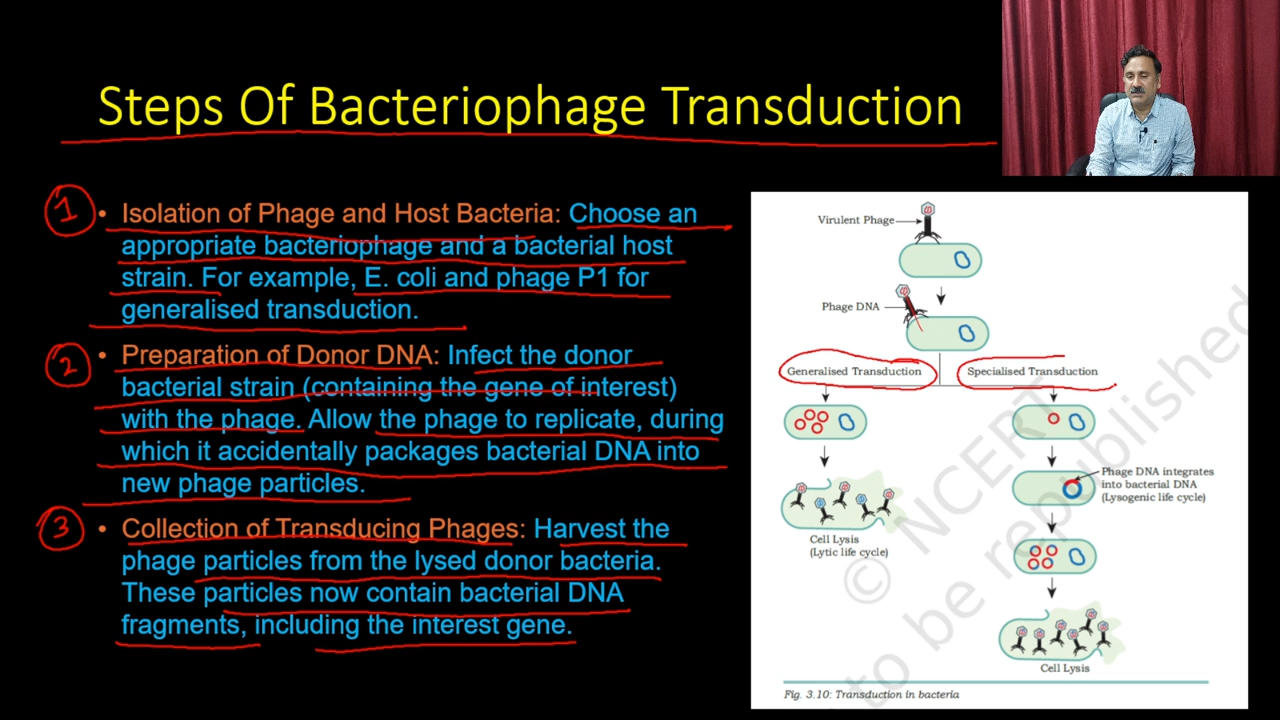 Steps Of Bacteriophage Transduction
1
• Isolation of Phage and Host Bacteria: Choose an
appropriate bacteriophage and a bacterial host
strain. For example, E. coli and phage P1 for
generalised transduction.
2
• Preparation of Donor DNA: Infect the donor
bacterial strain (containing the gene of interest)
with the phage. Allow the phage to replicate, during
which it accidentally packages bacterial DNA into
new phage particles.
3
• Collection of Transducing Phages: Harvest the
phage particles from the lysed donor bacteria.
These particles now contain bacterial DNA
fragments, including the interest gene.
Virulent Phage
Phage DNA
Generalised Transduction
Specialised Transduction
Phage DNA integrates
into bacterial DNA
(Lysogenic life cycle)
Cell Lysis
(Lytic life cycle)
Cell Lysis
Fig. 3.10: Transduction in bacteria
© NCERT
to be republished